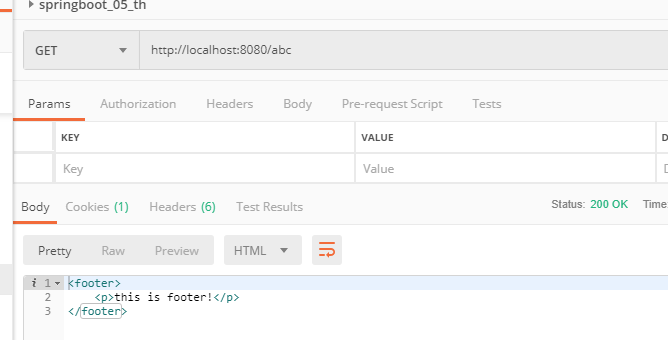 springboot_05_th
GET http://localhost:8080/abc
Params Authorization Headers Body Pre-request Script Tests
KEY VALUE D
Key Value
Body Cookies (1) Headers (6) Test Results Status: 200 OK Time:
Pretty Raw Preview HTML
i 1 <footer>
2 <p>this is footer!</p>
3 </footer>